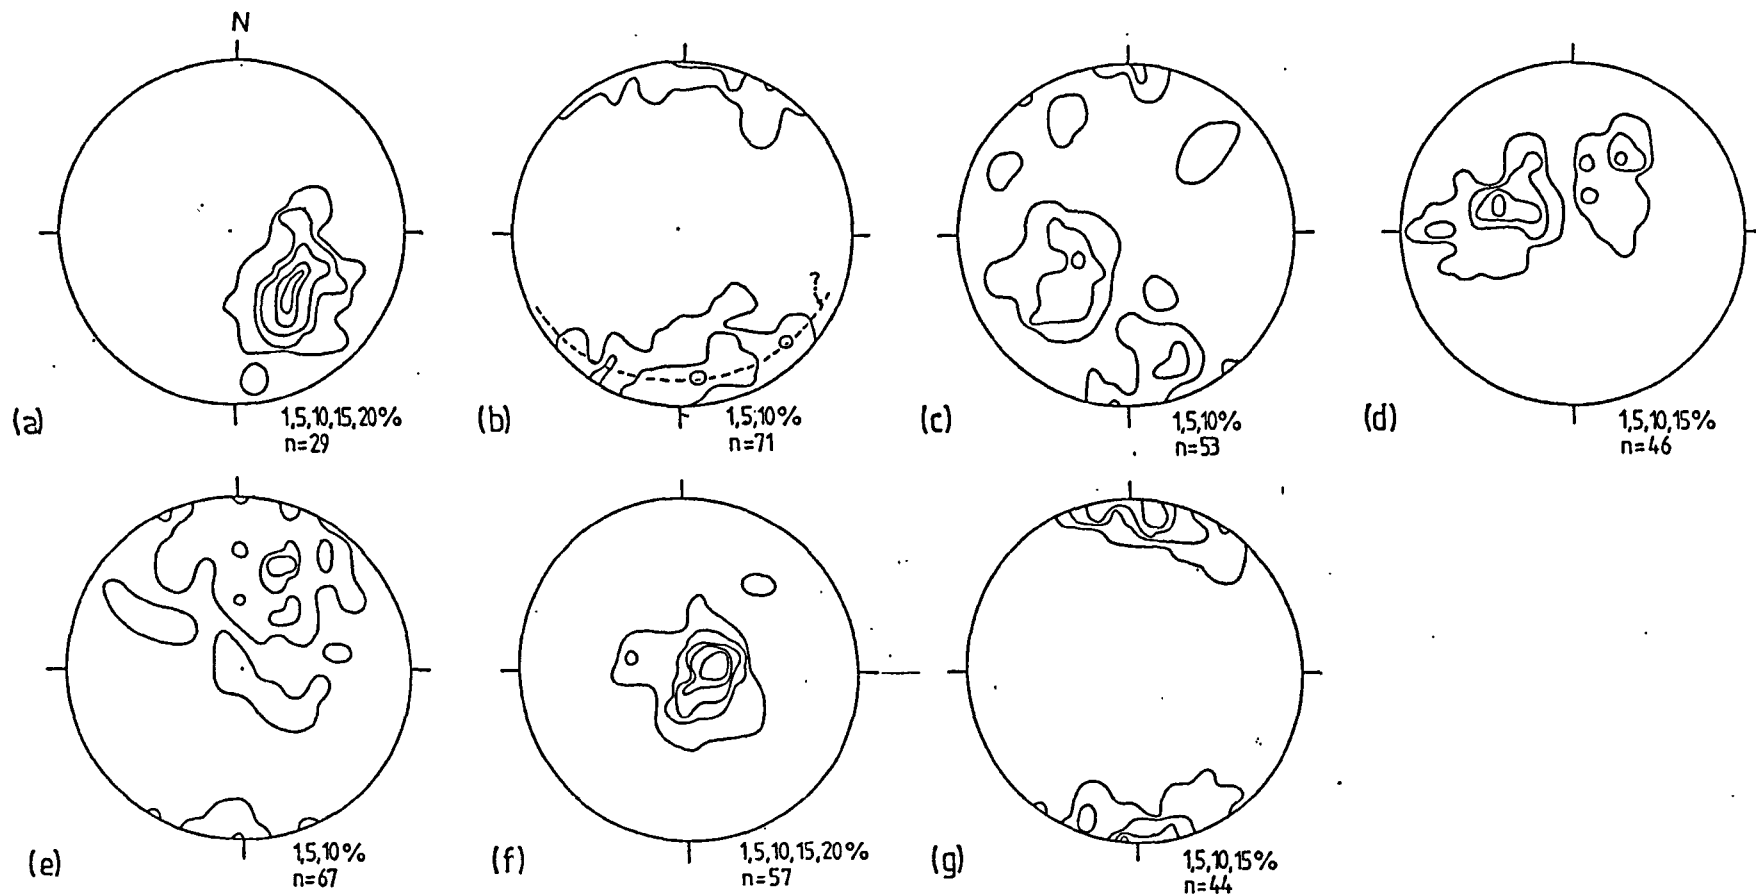 N
?
(a)
1,5,10,15,20%
n=29
(b)
1,5,10%
n=71
(c)
1,5,10%
n=53
(d)
1,5,10,15%
n=46
(e)
1,5,10%
n=67
(f)
1,5,10,15,20%
n=57
(g)
1,5,10,15%
n=44